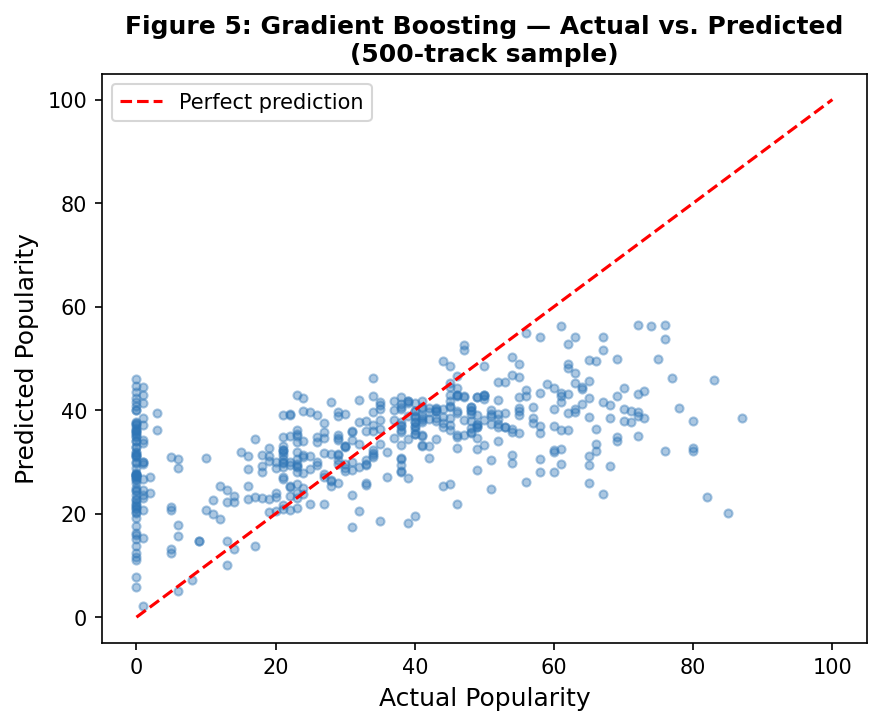 Figure 5: Gradient Boosting — Actual vs. Predicted
(500-track sample)
Perfect prediction
Predicted Popularity
100
80
60
40
20
0
0 20 40 60 80 100
Actual Popularity